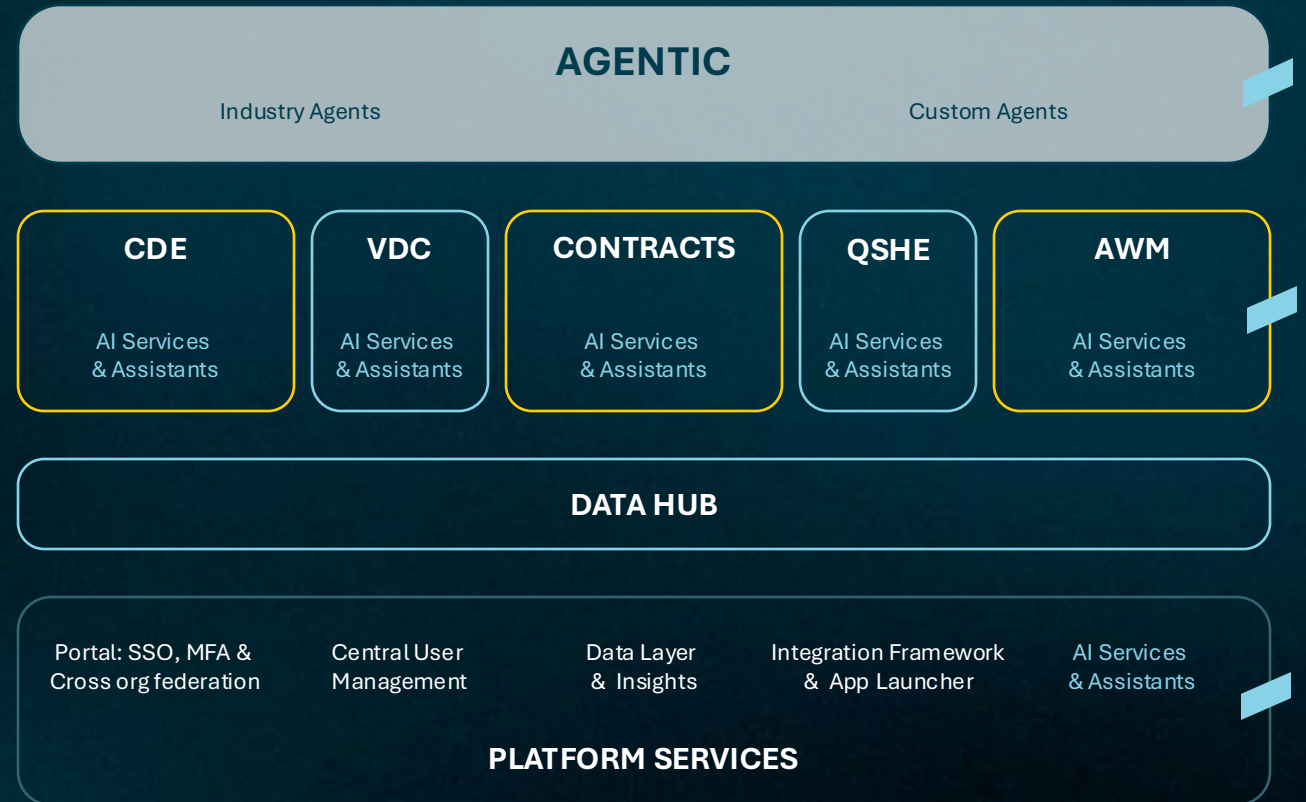 AGENTIC
Industry Agents
Custom Agents
CDE
AI Services
& Assistants
VDC
AI Services
& Assistants
CONTRACTS
AI Services
& Assistants
QSHE
AI Services
& Assistants
AWM
AI Services
& Assistants
DATA HUB
Portal: SSO, MFA &
Cross org federation
Central User
Management
Data Layer
& Insights
Integration Framework
& App Launcher
AI Services
& Assistants
PLATFORM SERVICES